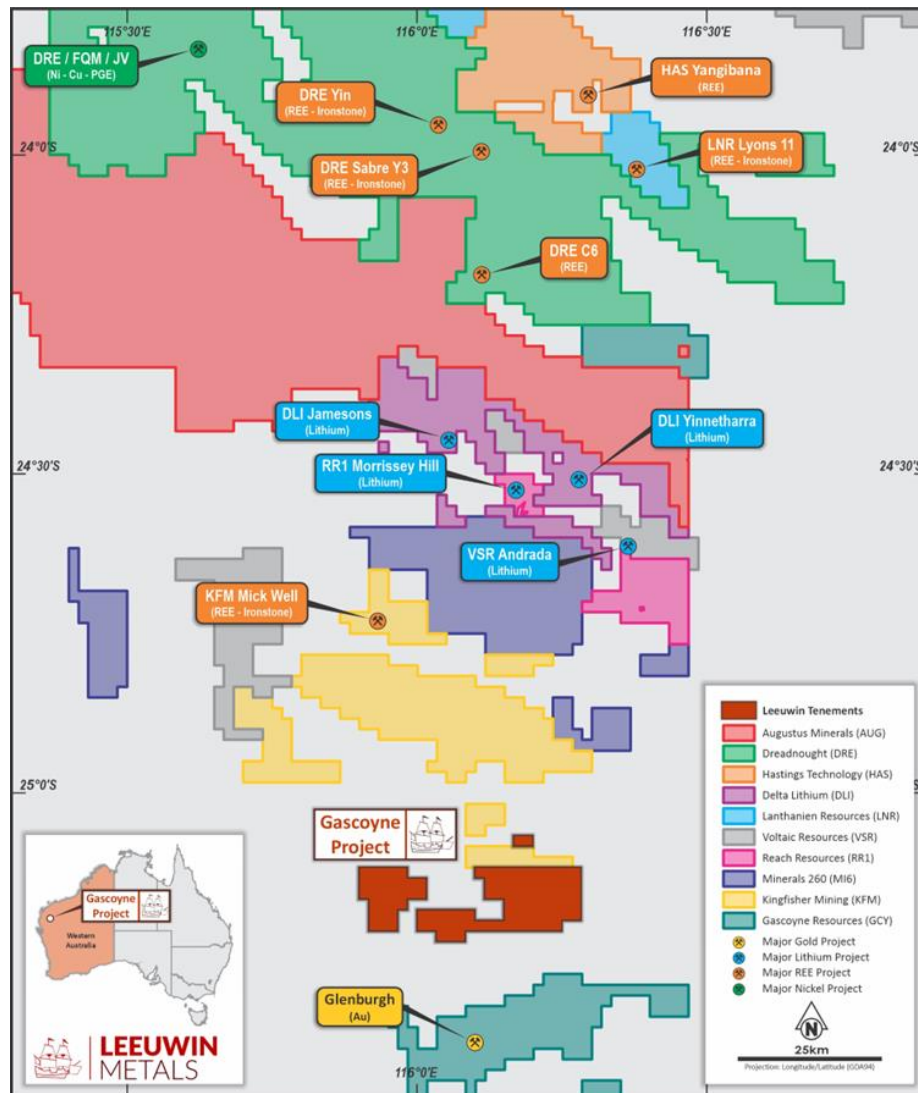 115°30'E
116°0'E
116°30'E
DRE / FQM / JV
(Ni - Cu - PGE)
DRE Yin
(REE - Ironstone)
HAS Yangibana
(REE)
24°0'S
24°0'S
DRE Sabre Y3
(REE - Ironstone)
LNR Lyons 11
(REE - Ironstone)
DRE C6
(REE)
DLI Jamesons
(Lithium)
DLI Yinnetharra
(Lithium)
RR1 Morrissey Hill
(Lithium)
24°30'S
24°30'S
VSR Andrada
(Lithium)
KFM Mick Well
(REE - Ironstone)
25°0'S
25°0'S
Gascoyne
Project
Glenburgh
(Au)
116°0'E
116°30'E
Leeuwin Tenements
Augustus Minerals (AUG)
Dreadnought (DRE)
Hastings Technology (HAS)
Delta Lithium (DLI)
Lanthanien Resources (LNR)
Voltaic Resources (VSR)
Reach Resources (RR1)
Minerals 260 (MI6)
Kingfisher Mining (KFM)
Gascoyne Resources (GCY)
Major Gold Project
Major Lithium Project
Major REE Project
Major Nickel Project
N
25km
Projection: Longitude/Latitude (GDA94)
Gascoyne
Project
Western
Australia
LEEUWIN
METALS